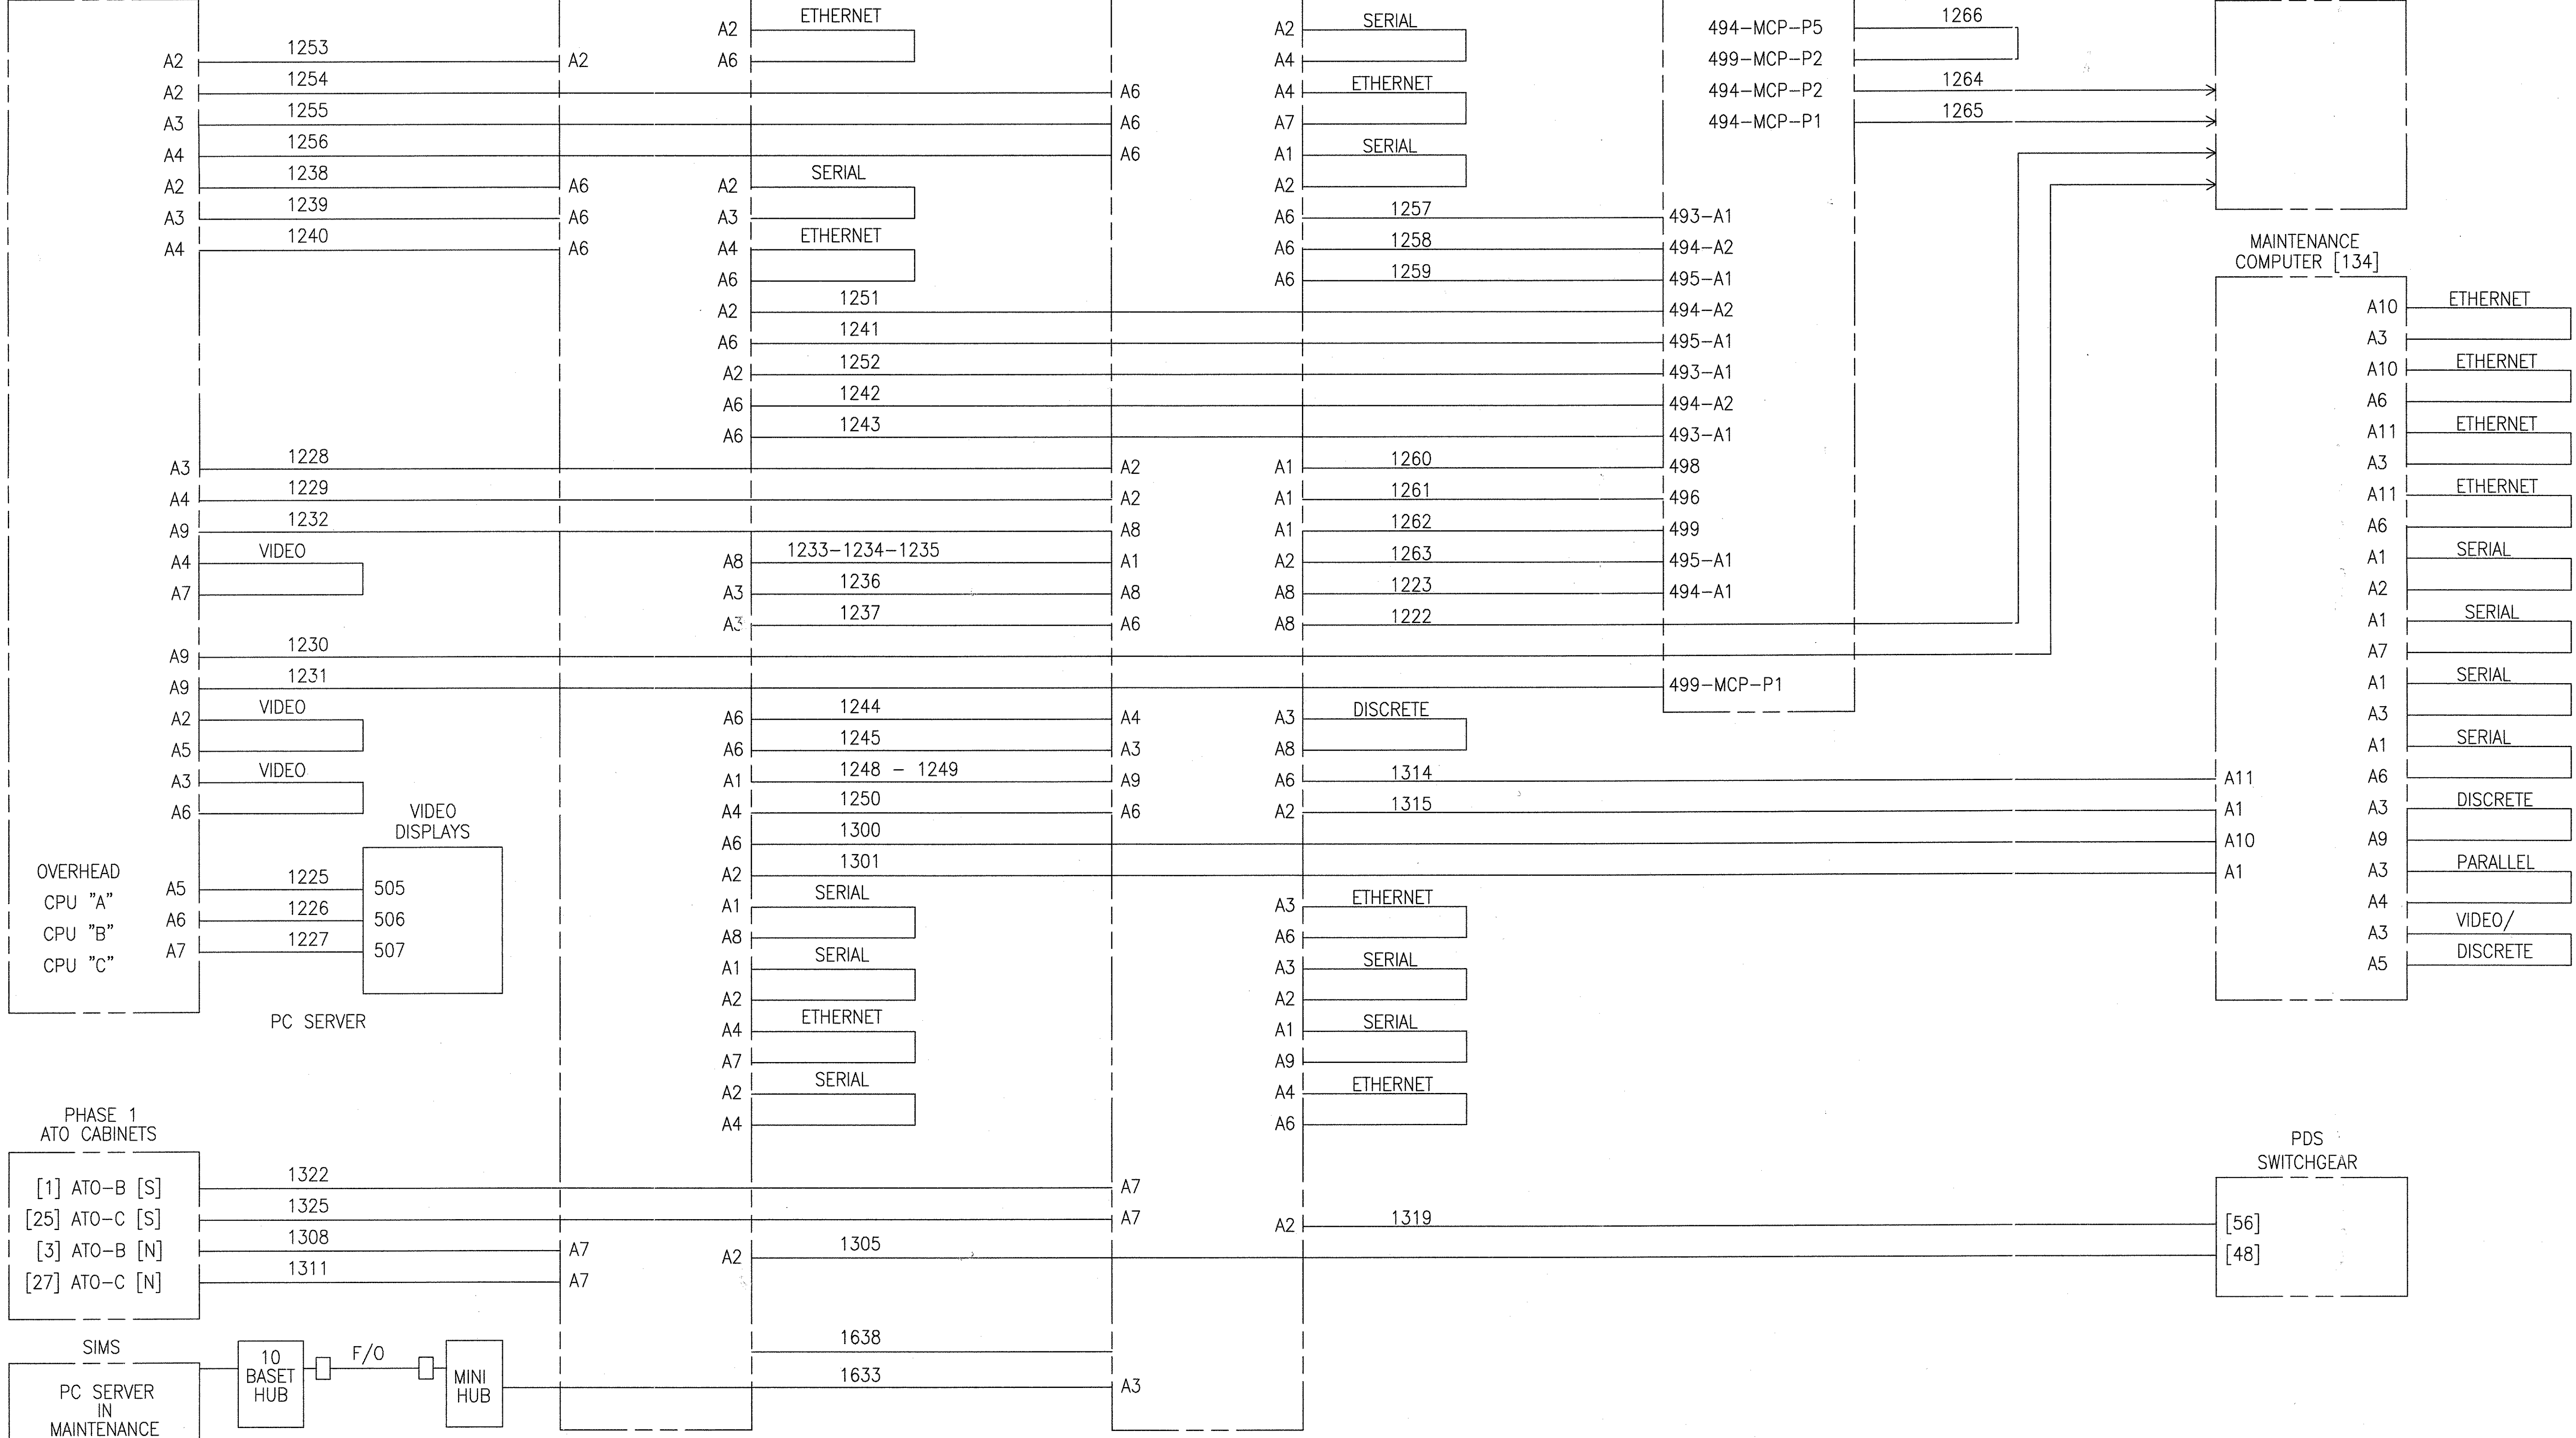 A2
1253
A2
A2
1254
A6
A3
1255
A6
A4
1256
A6
A2
1238
A6
A3
1239
A6
A4
1240
A6
A3
1228
A2
A4
1229
A2
A9
1232
A8
A4
VIDEO
A7
A9
1230
A9
1231
499-MCP-P1
A2
VIDEO
A5
A3
VIDEO
A6
VIDEO
DISPLAYS
OVERHEAD
CPU "A"
CPU "B"
CPU "C"
A5
1225
505
A6
1226
506
A7
1227
507
PC SERVER
PHASE 1
ATO CABINETS
[1] ATO-B [S]
1322
A7
[25] ATO-C [S]
1325
A7
[3] ATO-B [N]
1308
A7
[27] ATO-C [N]
1311
A7
SIMS
PC SERVER
IN
MAINTENANCE
10
BASET
HUB
F/O
MINI
HUB
1638
1633
A3
A2
ETHERNET
A6
A2
SERIAL
A3
A4
ETHERNET
A6
A2
1251
494-A2
A6
1241
495-A1
A2
1252
493-A1
A6
1242
494-A2
A6
1243
493-A1
A8
1233-1234-1235
A1
A3
1236
A8
A3
1237
A6
A6
1244
A4
A6
1245
A3
A1
1248 - 1249
A9
A4
1250
A6
A6
1300
A10
A2
1301
A1
A1
SERIAL
A8
A1
SERIAL
A2
A4
ETHERNET
A7
A2
SERIAL
A4
A2
1305
[48]
A2
SERIAL
A4
A4
ETHERNET
A7
A1
SERIAL
A2
A6
1257
493-A1
A6
1258
494-A2
A6
1259
495-A1
A1
1260
498
A1
1261
496
A1
1262
499
A2
1263
495-A1
A8
1223
494-A1
A8
1222
A3
DISCRETE
A8
A6
1314
A11
A2
1315
A1
A3
ETHERNET
A6
A3
SERIAL
A2
A1
SERIAL
A9
A4
ETHERNET
A6
A2
1319
[56]
494-MCP-P5
1266
499-MCP-P2
494-MCP-P2
1264
494-MCP-P1
1265
MAINTENANCE
COMPUTER [134]
A10
ETHERNET
A3
A10
ETHERNET
A6
A11
ETHERNET
A3
A11
ETHERNET
A6
A1
SERIAL
A2
A1
SERIAL
A7
A1
SERIAL
A3
A1
SERIAL
A6
A3
DISCRETE
A9
A3
PARALLEL
A4
A3
VIDEO/
DISCRETE
A5
PDS
SWITCHGEAR